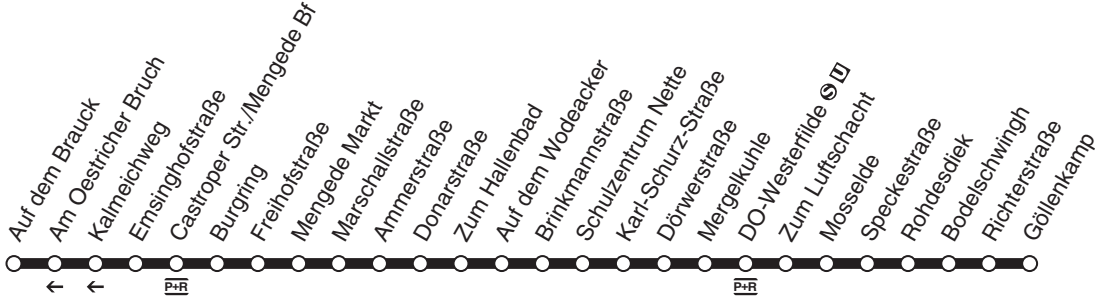 Auf dem Brauck
Am Oestricher Bruch
Kalmeichweg
Emsinghofstraße
Castroper Str./Mengede Bf
Burgring
Freihofstraße
Mengede Markt
Marschallstraße
Ammerstraße
Donarstraße
Zum Hallenbad
Auf dem Wodeacker
Brinkmannstraße
Schulzentrum Nette
Karl-Schurz-Straße
Dörwerstraße
Mergelkuhle
DO-Westerfilde S U
Zum Luftschacht
Mosselde
Speckestraße
Rohdesdiek
Bodelschwingh
Richterstraße
Göllenkamp
← ← P+R P+R